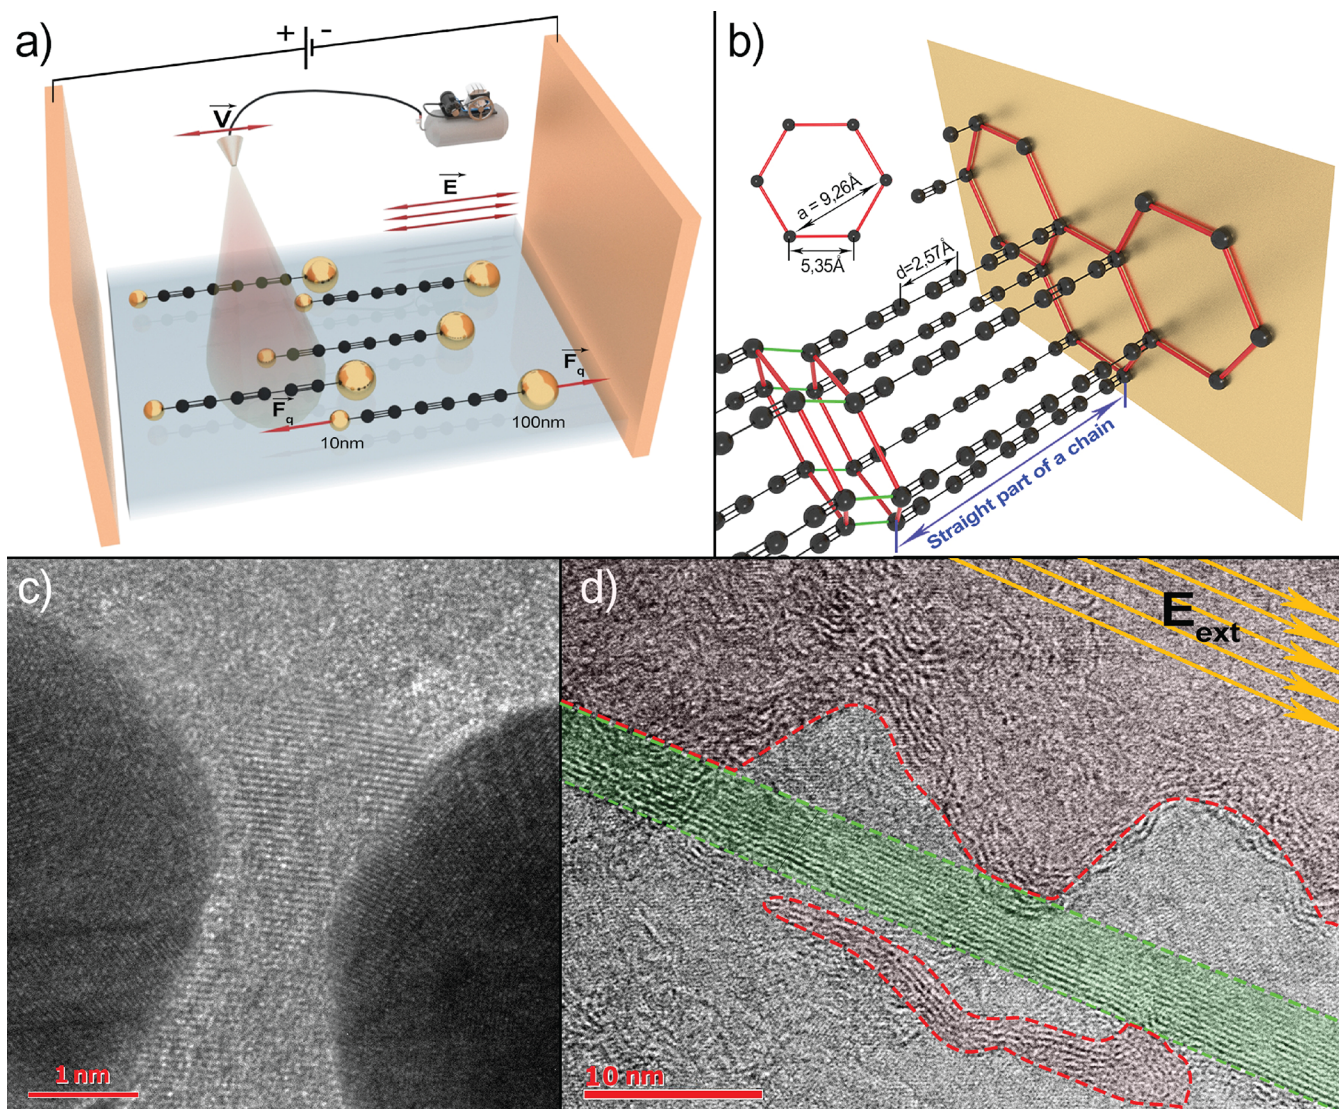 a)
+ -
V
E
F q
F q
10nm
100nm
b)
a = 9,26Å
5,35Å
d=2,57Å
Straight part of a chain
c)
1 nm
d)
E ext
10 nm